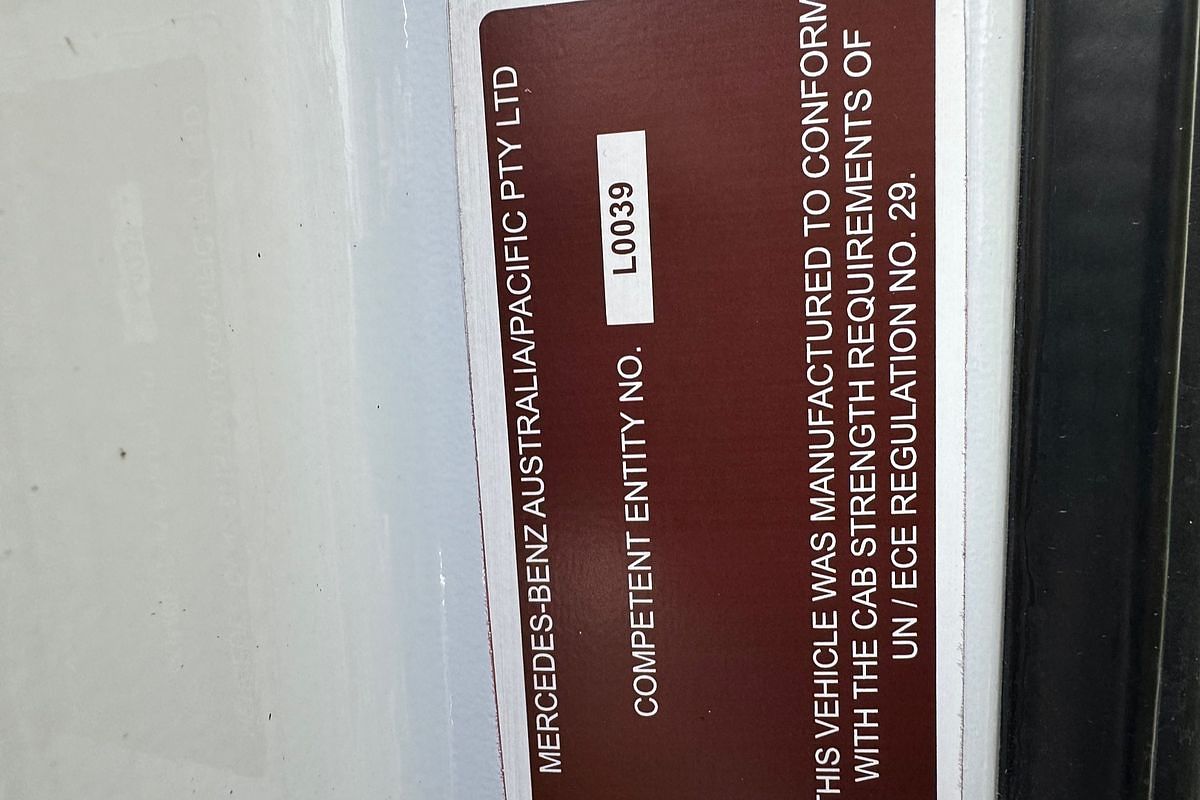 MERCEDES-BENZ AUSTRALIA/PACIFIC PTY LTD
COMPETENT ENTITY NO. L0039
THIS VEHICLE WAS MANUFACTURED TO CONFORM
WITH THE CAB STRENGTH REQUIREMENTS OF
UN / ECE REGULATION NO. 29.